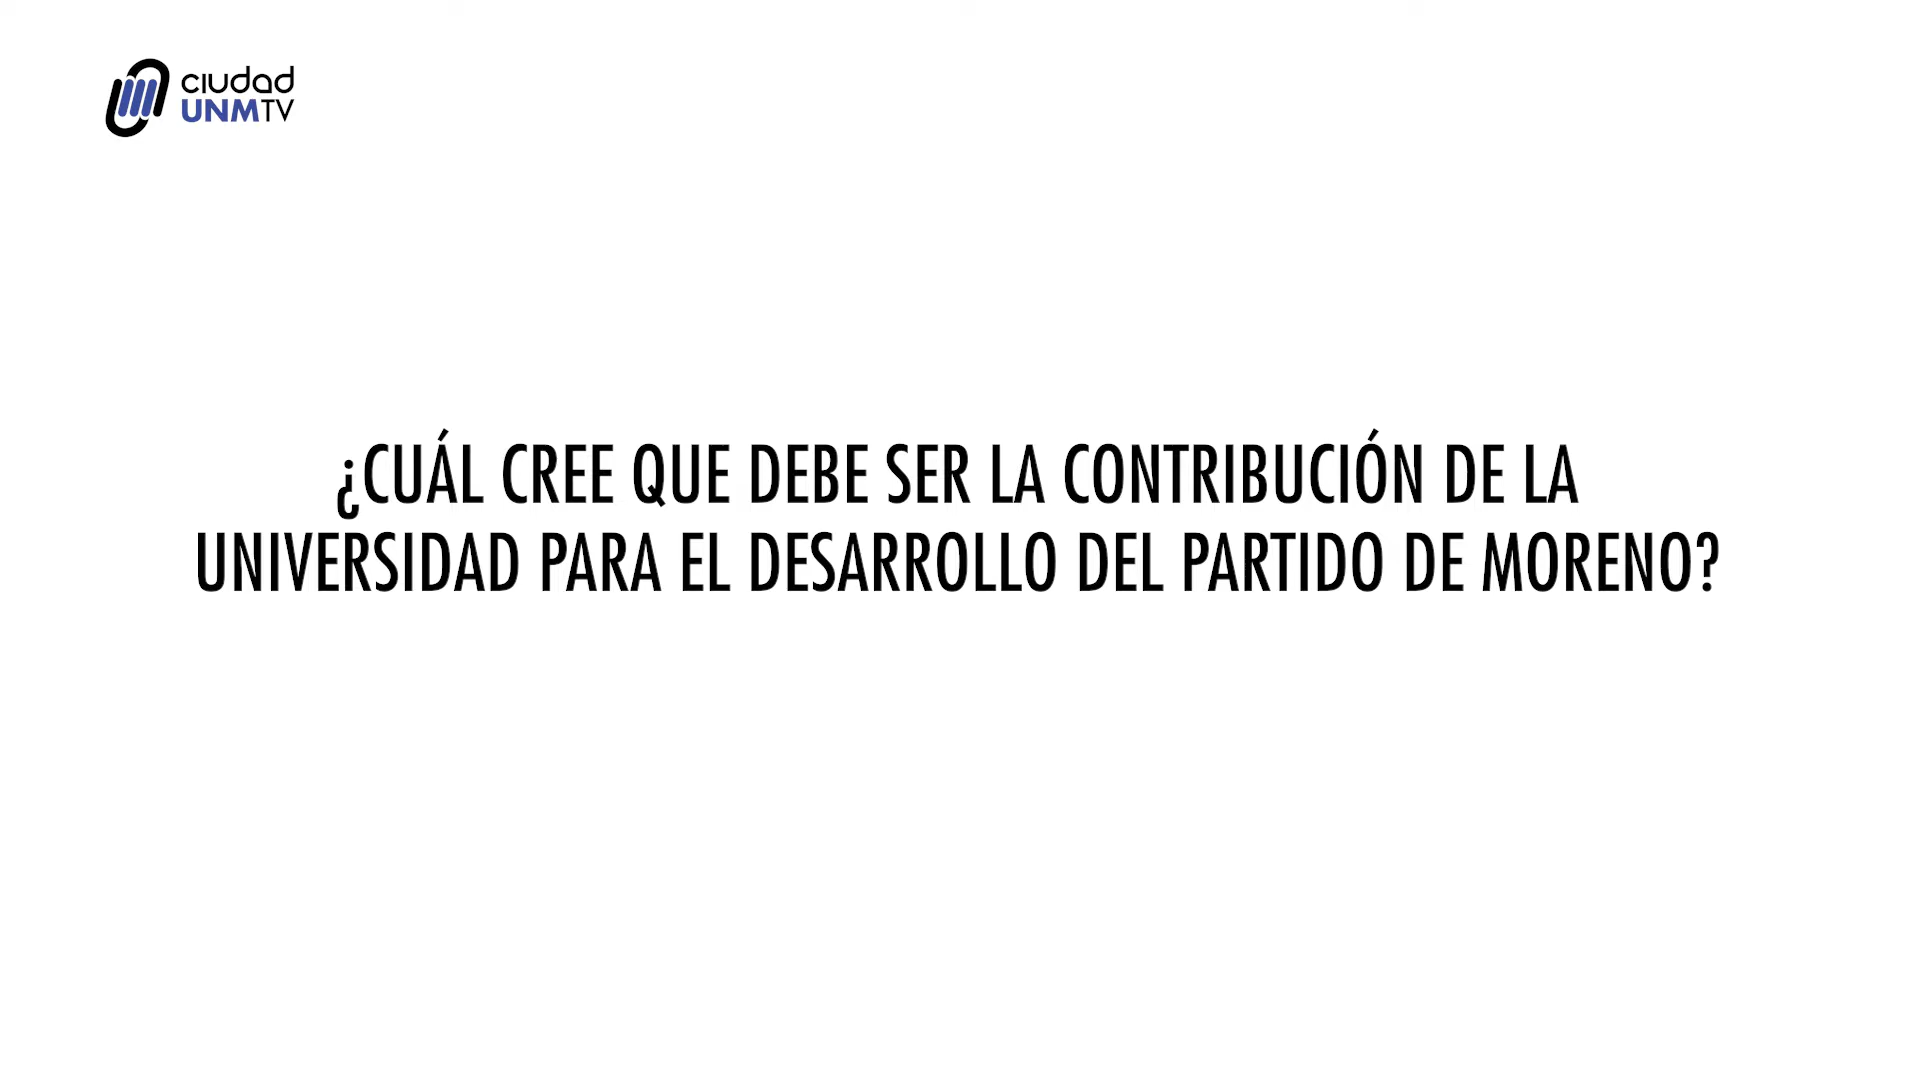 ciudad
UNMTV
¿CUÁL CREE QUE DEBE SER LA CONTRIBUCIÓN DE LA
UNIVERSIDAD PARA EL DESARROLLO DEL PARTIDO DE MORENO?